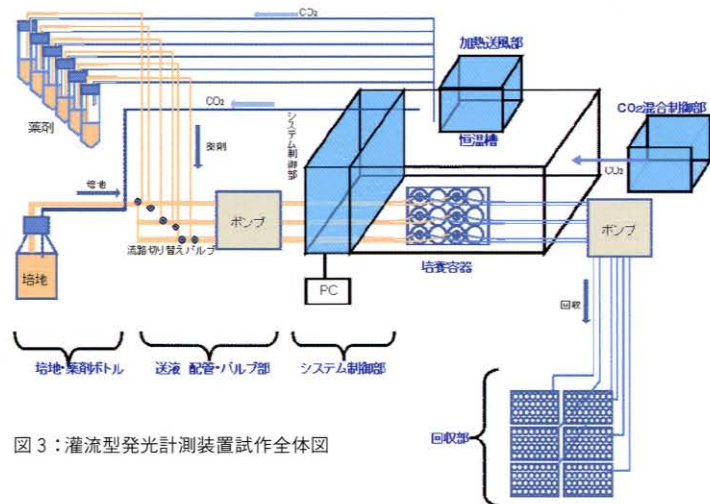 CO₂
加熱送風部
薬剤
CO₂
システム制御部
恒温槽
CO₂混合制御部
薬剤
CO₂
培地
ポンプ
ポンプ
流路切り替えバルブ
培地
培養容器
PC
回収
培地・薬剤ボトル
送液 配管・バルブ部
システム制御部
回収部
図3：灌流型発光計測装置試作全体図